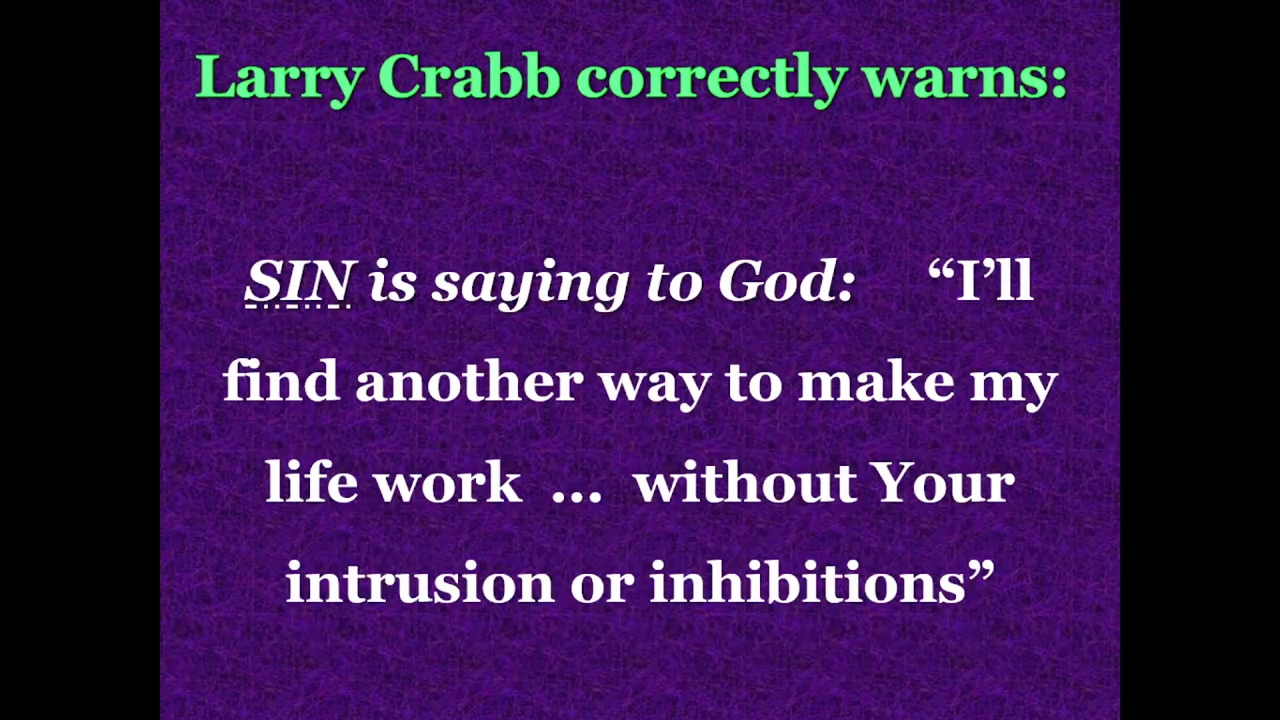 Larry Crabb correctly warns:
SIN is saying to God: “I’ll
find another way to make my
life work ... without Your
intrusion or inhibitions”